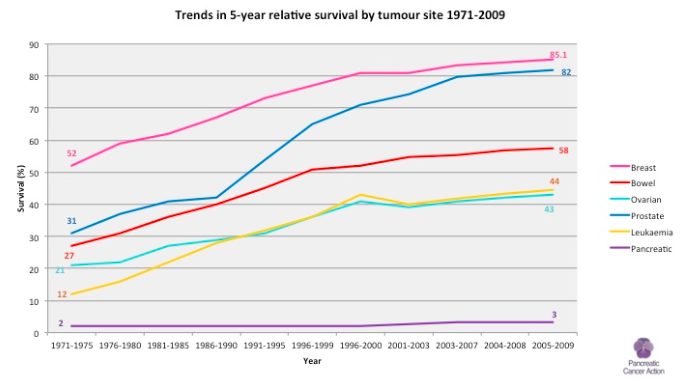 Trends in 5-year relative survival by tumour site 1971-2009
90
80
70
60
50
40
30
20
10
0
Survival (%)
52
31
27
21
12
2
85.1
82
58
44
43
3
1971-1975 1976-1980 1981-1985 1986-1990 1991-1995 1996-1999 1996-2000 2001-2003 2003-2007 2004-2008 2005-2009
Year
Breast
Bowel
Ovarian
Prostate
Leukaemia
Pancreatic
Pancreatic
Cancer Action